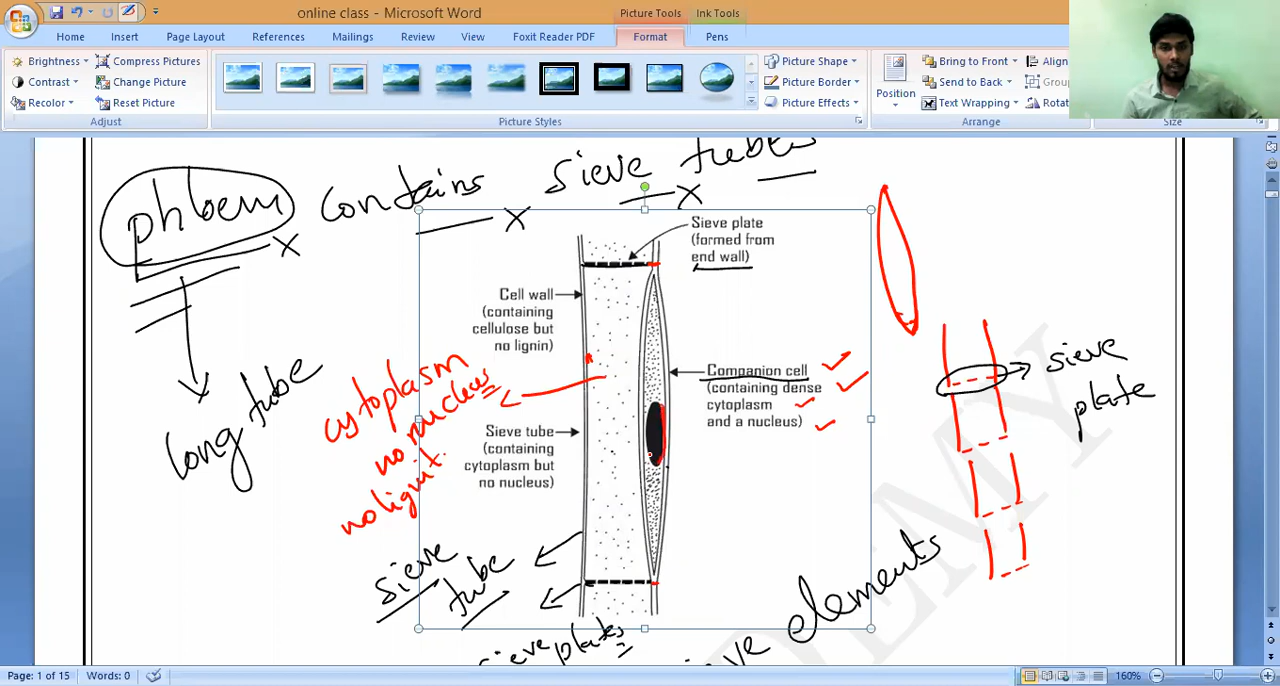 online class - Microsoft Word
Picture Tools
Ink Tools
Home
Insert
Page Layout
References
Mailings
Review
View
Foxit Reader PDF
Format
Pens
Brightness
Compress Pictures
Contrast
Change Picture
Recolor
Reset Picture
Adjust
Picture Styles
Picture Shape
Picture Border
Picture Effects
Position
Bring to Front
Send to Back
Text Wrapping
Align
Group
Rota
Arrange
Size
phloem contains sieve tubes
Sieve plate
(formed from
end wall)
Cell wall
(containing
cellulose but
no lignin)
Companion cell
(containing dense
cytoplasm
and a nucleus)
Sieve tube
(containing
cytoplasm but
no nucleus)
long tube
cytoplasm
no nucleus
no lignit.
sieve
plate
sieve
tube
sieve plates
elements
DEMY
Page: 1 of 15
Words: 0
160%